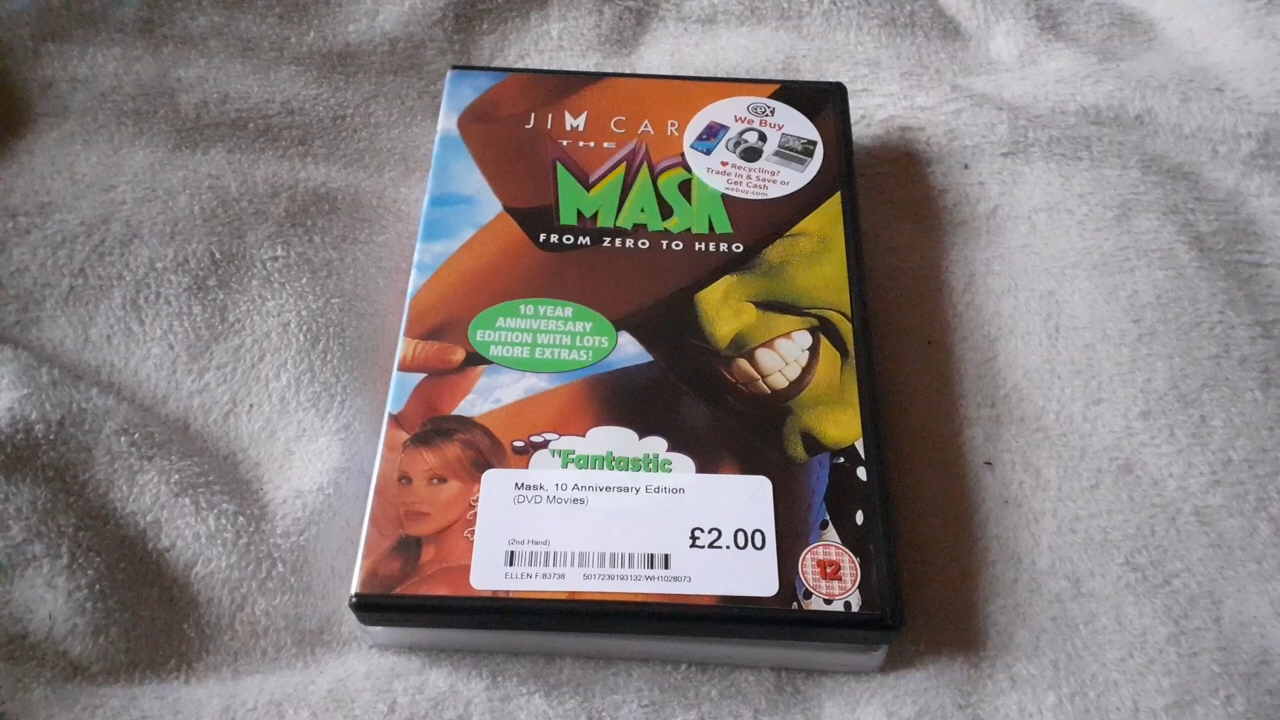 JIM CAR
THE
MASK
FROM ZERO TO HERO
cex
We Buy
Recycling?
Trade In & Save or
Get Cash
webuy.com
10 YEAR
ANNIVERSARY
EDITION WITH LOTS
MORE EXTRAS!
"Fantastic
Mask, 10 Anniversary Edition
(DVD Movies)
(2nd Hand)
£2.00
ELLEN F/83738 5017239193132/WH1028073
12